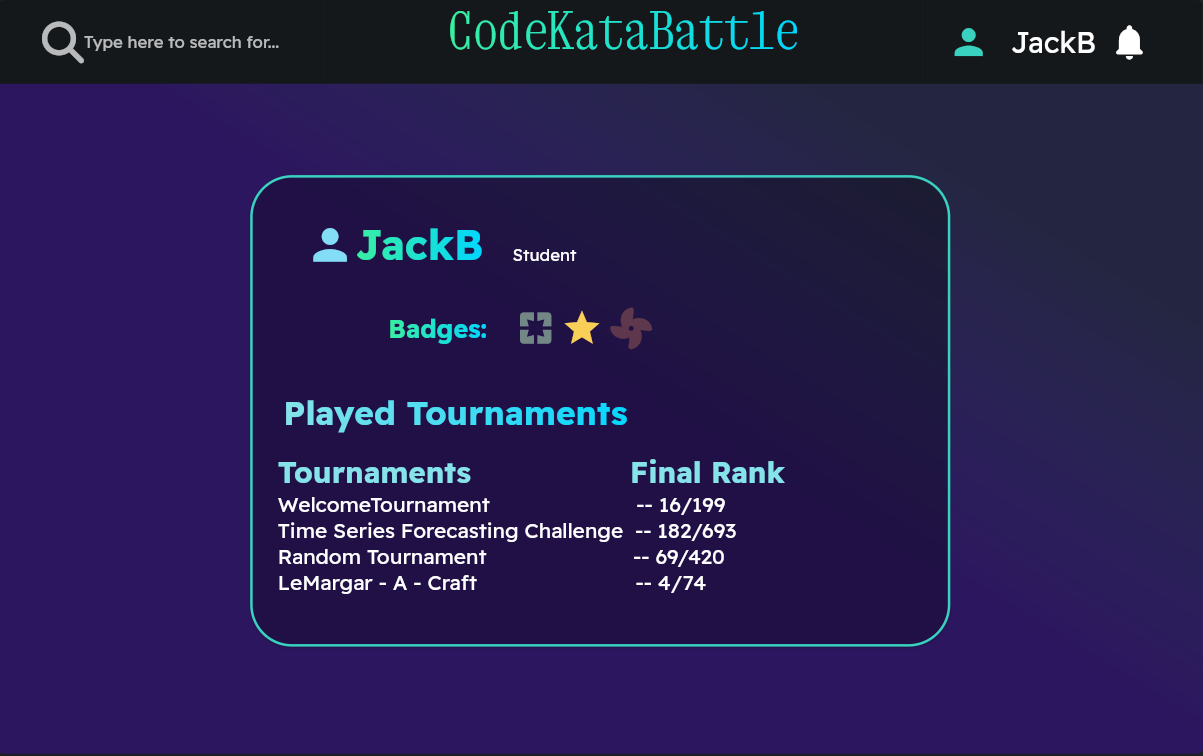 Type here to search for...
CodeKataBattle
JackB
JackB
Student
Badges:
Played Tournaments
Tournaments Final Rank
WelcomeTournament -- 16/199
Time Series Forecasting Challenge -- 182/693
Random Tournament -- 69/420
LeMargar - A - Craft -- 4/74